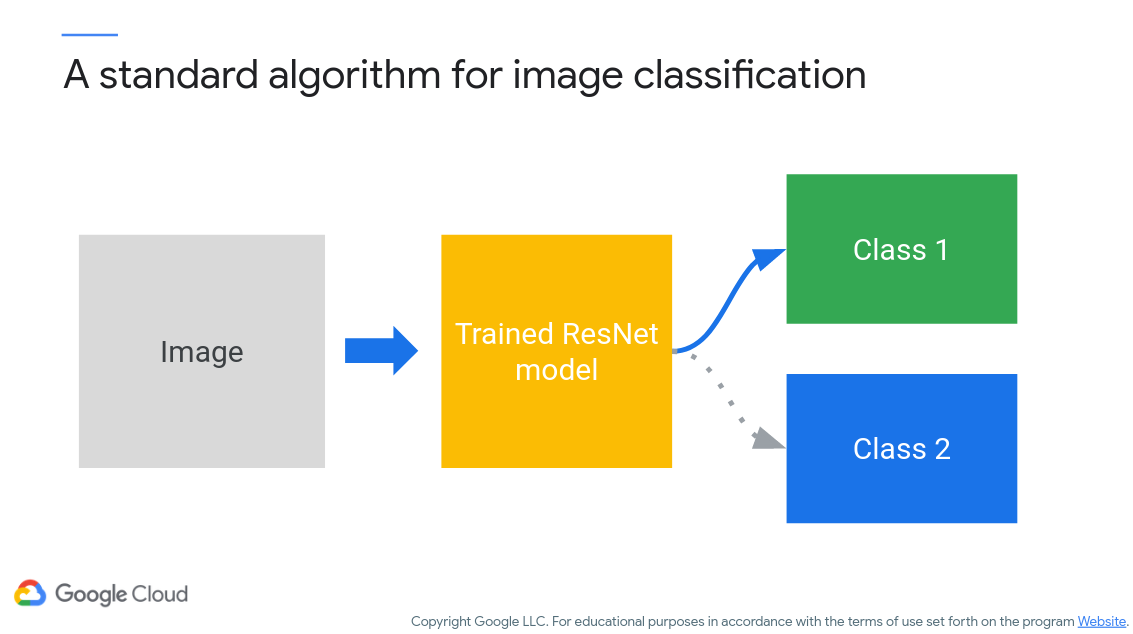 A standard algorithm for image classification
Image
Trained ResNet
model
Class 1
Class 2
Google Cloud
Copyright Google LLC. For educational purposes in accordance with the terms of use set forth on the program Website.